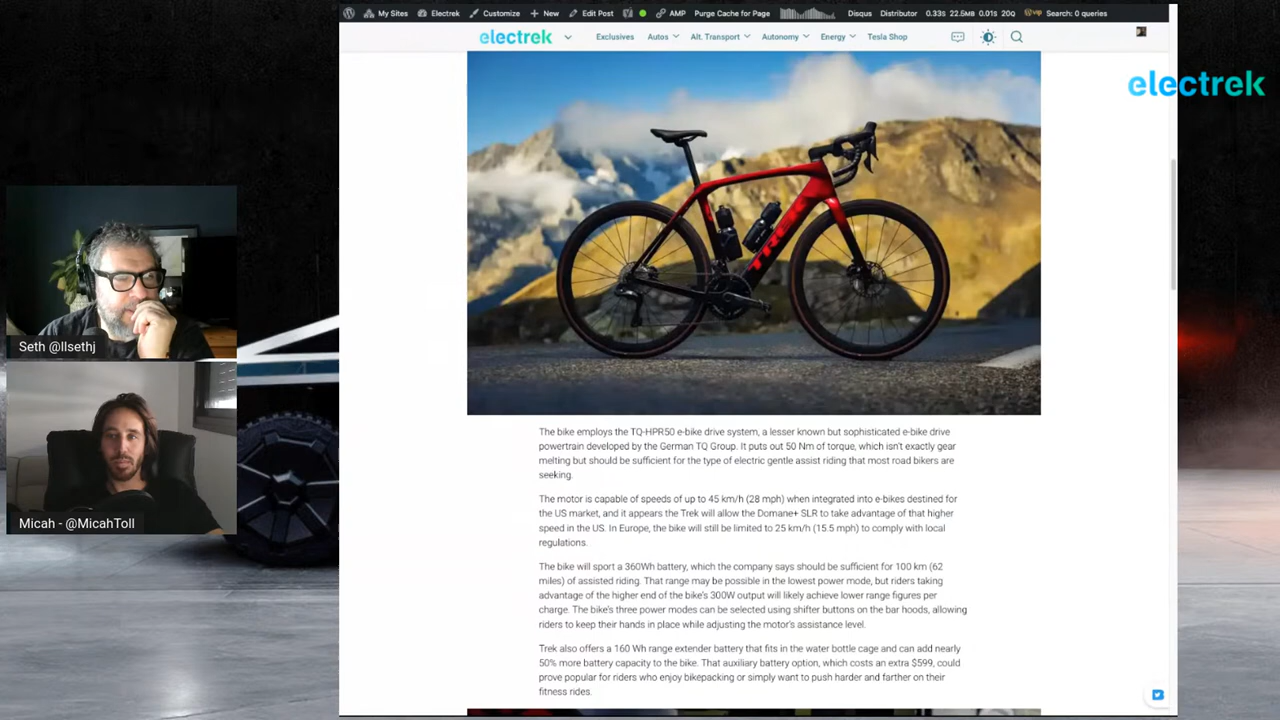 My Sites Electrek Customize New Edit Post AMP Purge Cache for Page Disqus Distributor 0.33s 22.5MB 0.01s 20Q VIP Search: 0 queries
electrek Exclusives Autos Alt. Transport Autonomy Energy Tesla Shop
electrek
TREK
Seth @llsethj
Micah - @MicahToll
The bike employs the TQ-HPR50 e-bike drive system, a lesser known but sophisticated e-bike drive
powertrain developed by the German TQ Group. It puts out 50 Nm of torque, which isn't exactly gear
melting but should be sufficient for the type of electric gentle assist riding that most road bikers are
seeking.
The motor is capable of speeds of up to 45 km/h (28 mph) when integrated into e-bikes destined for
the US market, and it appears the Trek will allow the Domane+ SLR to take advantage of that higher
speed in the US. In Europe, the bike will still be limited to 25 km/h (15.5 mph) to comply with local
regulations.
The bike will sport a 360Wh battery, which the company says should be sufficient for 100 km (62
miles) of assisted riding. That range may be possible in the lowest power mode, but riders taking
advantage of the higher end of the bike's 300W output will likely achieve lower range figures per
charge. The bike's three power modes can be selected using shifter buttons on the bar hoods, allowing
riders to keep their hands in place while adjusting the motor's assistance level.
Trek also offers a 160 Wh range extender battery that fits in the water bottle cage and can add nearly
50% more battery capacity to the bike. That auxiliary battery option, which costs an extra $599, could
prove popular for riders who enjoy bikepacking or simply want to push harder and farther on their
fitness rides.